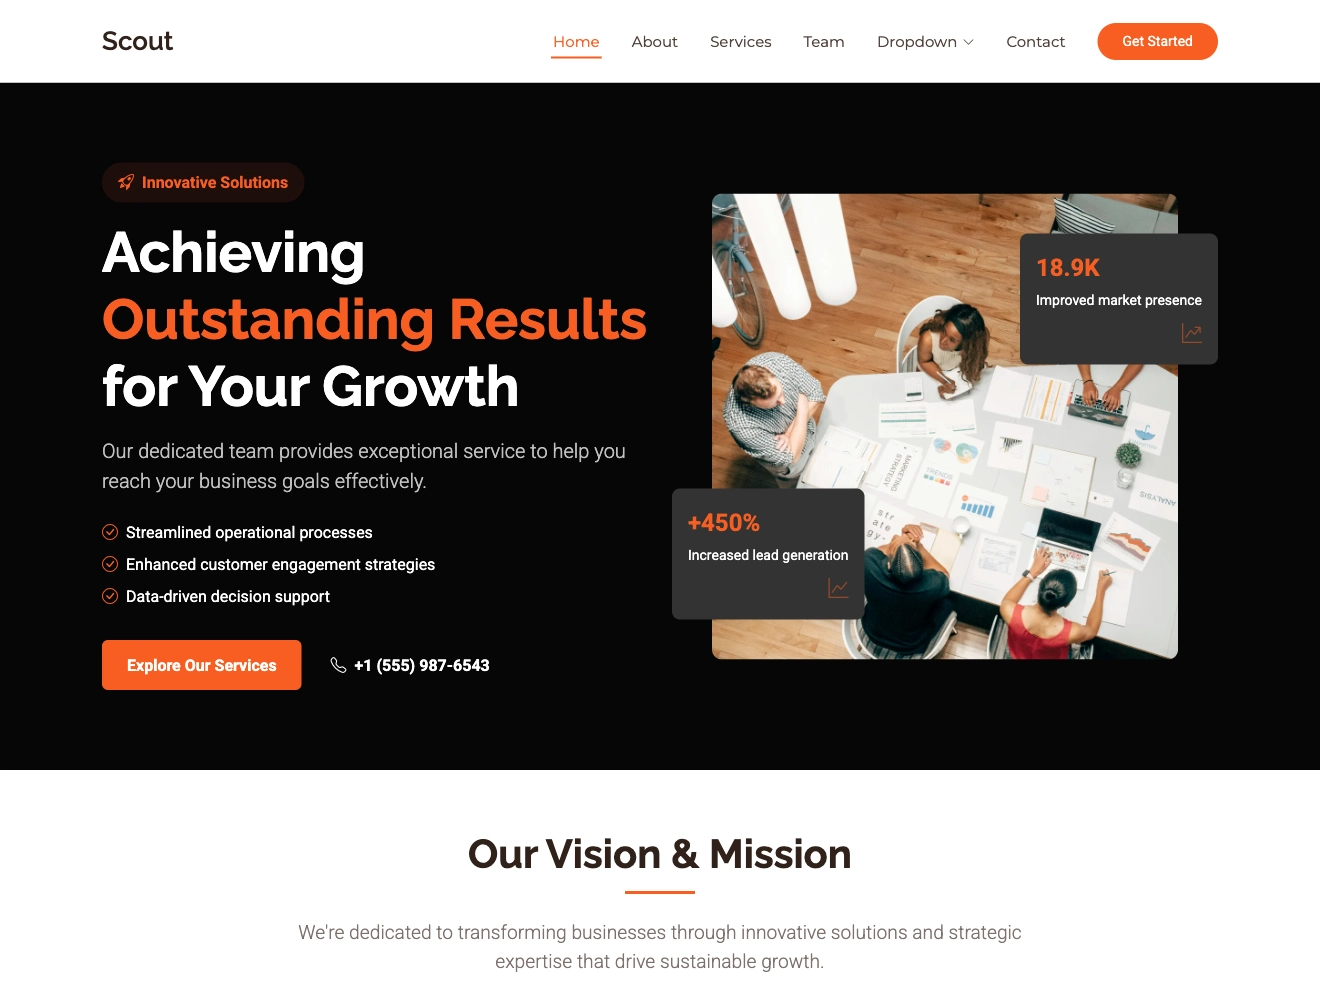 Scout
Home
About
Services
Team
Dropdown
Contact
Get Started
Innovative Solutions
Achieving
Outstanding Results
for Your Growth
Our dedicated team provides exceptional service to help you
reach your business goals effectively.
Streamlined operational processes
Enhanced customer engagement strategies
Data-driven decision support
Explore Our Services
+1 (555) 987-6543
18.9K
Improved market presence
+450%
Increased lead generation
MARKETING
STRATEGY
TRENDS
ANALYSIS
Our Vision & Mission
We're dedicated to transforming businesses through innovative solutions and strategic
expertise that drive sustainable growth.